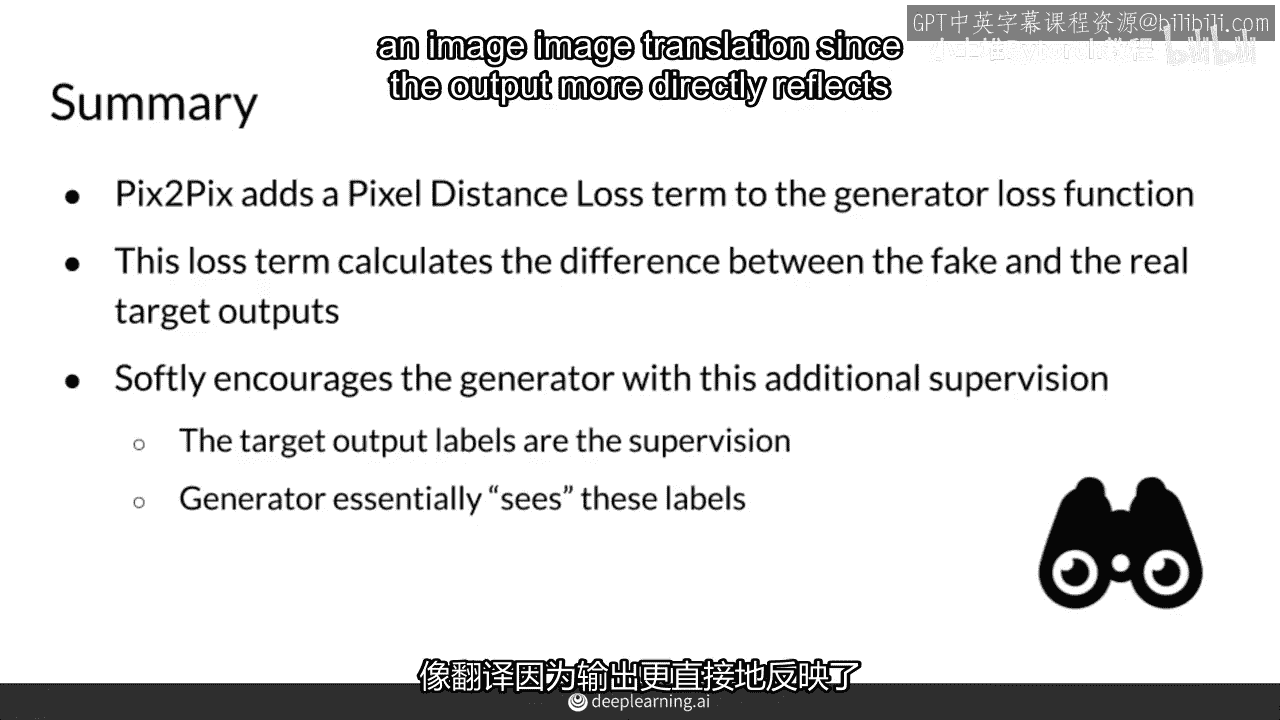 GPT中英字幕课程资源@bilibili.com
an image image translation since
the output more directly reflects
bilibili
Summary
Pix2Pix adds a Pixel Distance Loss term to the generator loss function
This loss term calculates the difference between the fake and the real
target outputs
Softly encourages the generator with this additional supervision
The target output labels are the supervision
Generator essentially “sees” these labels
像翻译因为输出更直接地反映了
deeplearning.ai